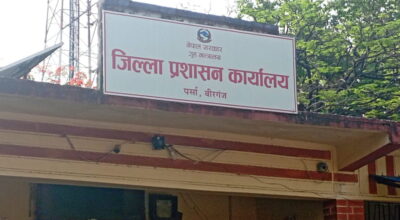 नेपाल सरकार
गृह मन्त्रालय
जिल्ला प्रशासन कार्यालय
पर्सा, वीरगंज